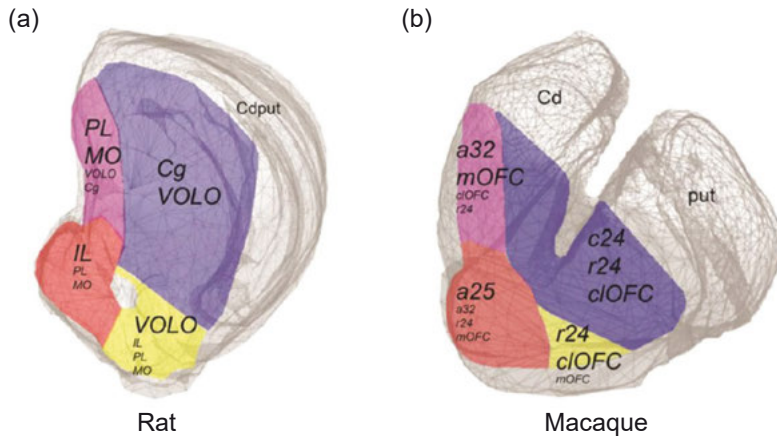 (a)
PL
MO
VOLO
Cg
Cg
VOLO
Cdput
IL
PL
MO
VOLO
IL
PL
MO
Rat
(b)
Cd
put
a32
mOFC
clOFC
r24
c24
r24
clOFC
a25
a32
r24
mOFC
r24
clOFC
mOFC
Macaque